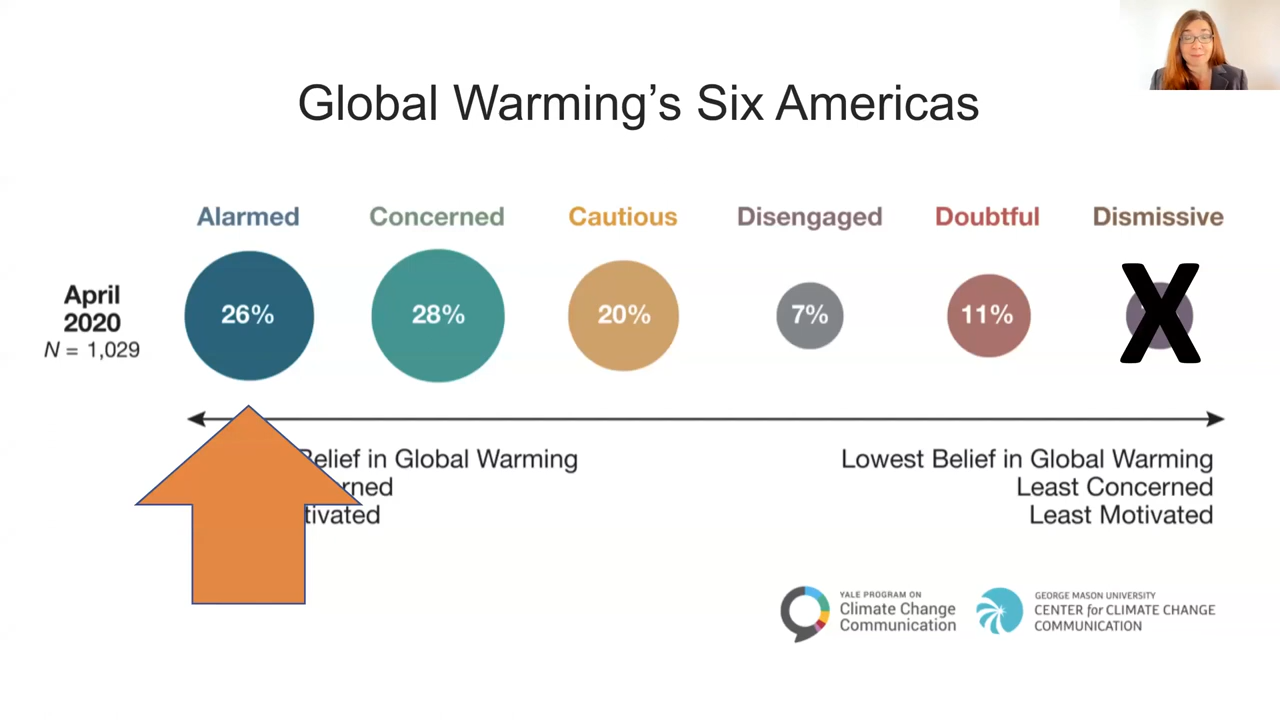 Global Warming's Six Americas
Alarmed
Concerned
Cautious
Disengaged
Doubtful
Dismissive
April
2020
N = 1,029
26%
28%
20%
7%
11%
X
Belief in Global Warming
Lowest Belief in Global Warming
Least Concerned
Least Motivated
YALE PROGRAM ON
Climate Change
Communication
GEORGE MASON UNIVERSITY
CENTER for CLIMATE CHANGE
COMMUNICATION